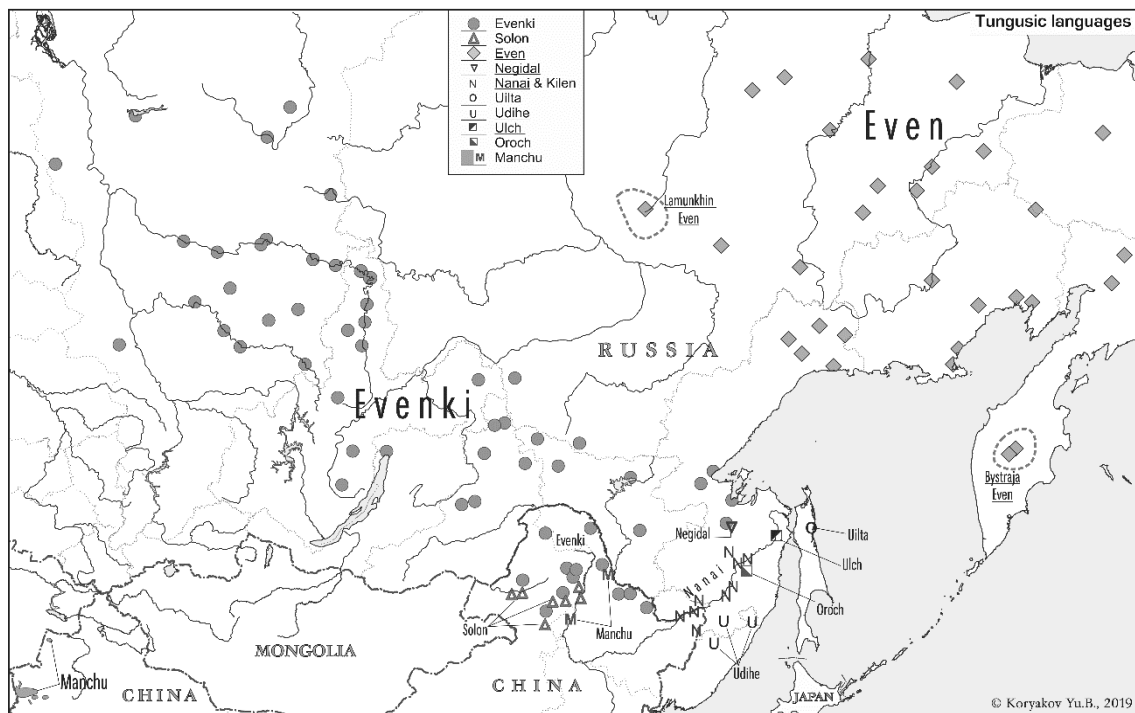 Tungusic languages
Evenki
Solon
Even
Negidal
N Nanai & Kilen
O Uilta
U Udihe
Ulch
Oroch
M Manchu
Even
Lamunkhin
Even
RUSSIA
Evenki
Bystraja
Even
Evenki
Negidal
Uilta
Ulch
Nanai
Oroch
Solon
Manchu
Udihe
MONGOLIA
Manchu
CHINA
CHINA
JAPAN
© Koryakov Yu.B., 2019